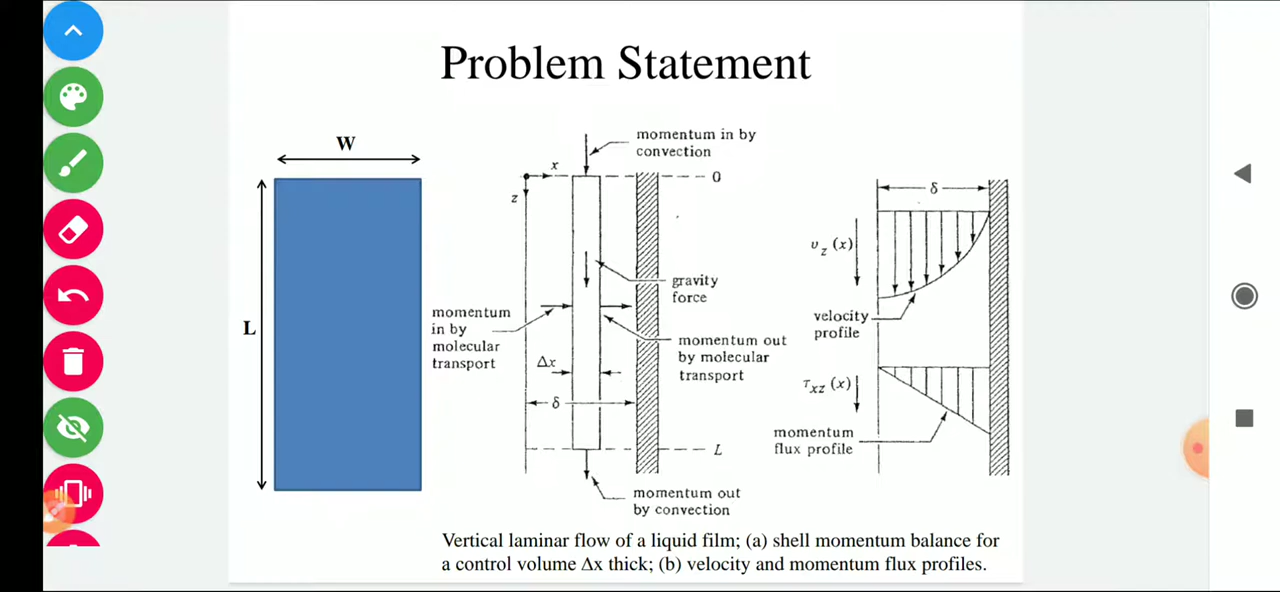 Problem Statement
W
L
momentum in by
convection
x
0
z
gravity
force
momentum
in by
molecular
transport
momentum out
by molecular
transport
Δx
δ
L
momentum out
by convection
δ
υz (x)
velocity
profile
τxz (x)
momentum
flux profile
Vertical laminar flow of a liquid film; (a) shell momentum balance for
a control volume Δx thick; (b) velocity and momentum flux profiles.